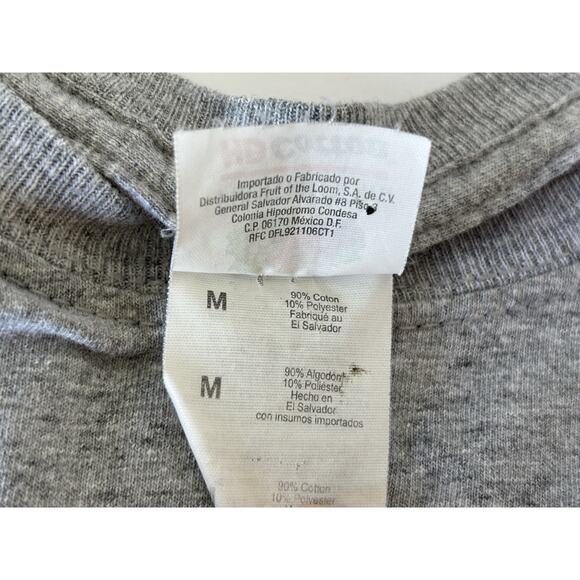 Importado o Fabricado por
Distribuidora Fruit of the Loom, S.A. de C.V.
General Salvador Alvarado #8 Piso
Colonia Hipodromo Condesa
C.P. 06170 México D.F.
RFC DFL921106CT1
M
90% Coton
10% Polyester
Fabriqué au
El Salvador
M
90% Algodón
10% Poliéster
Hecho en
El Salvador
con insumos importados
90% Cotton
10% Polyester